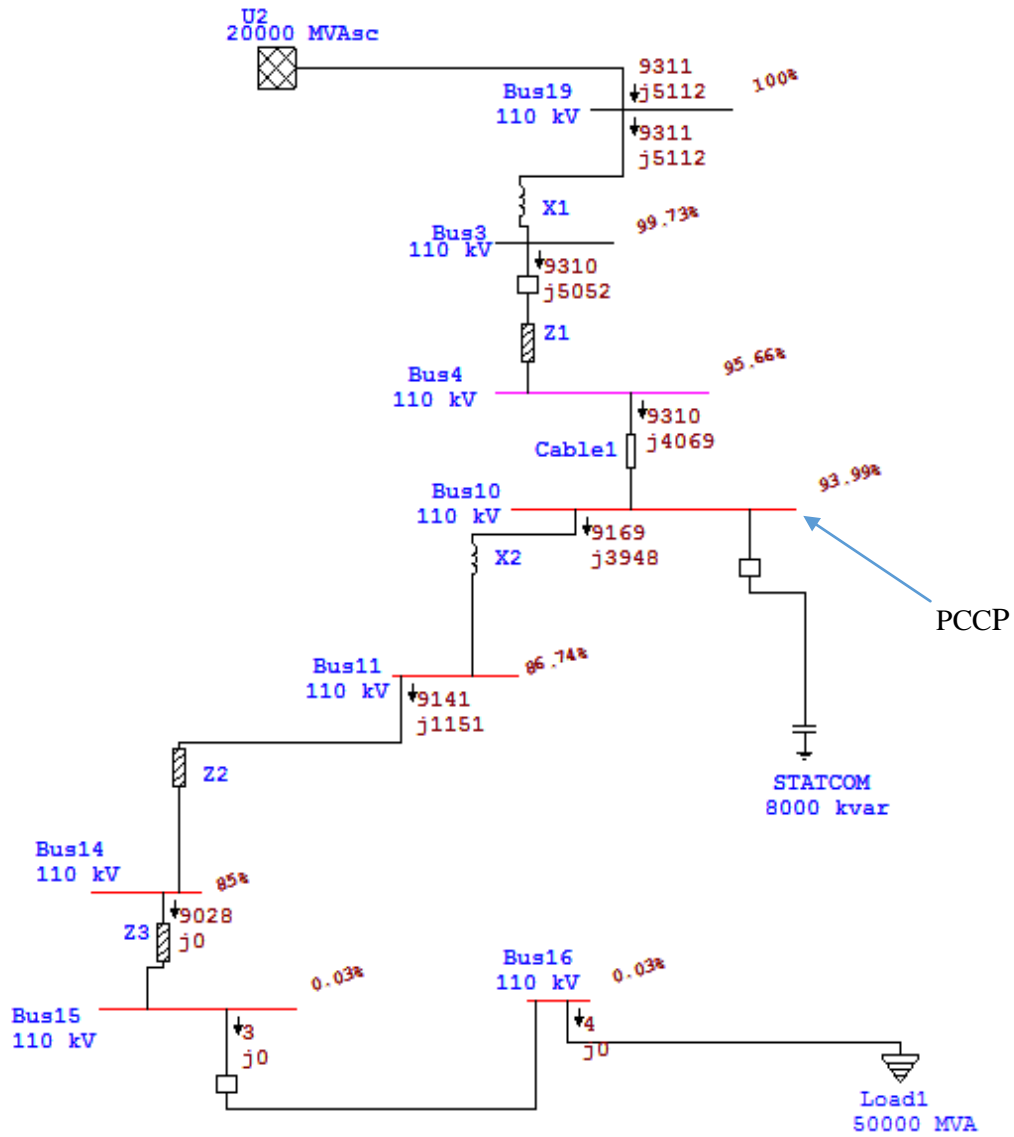 U2
20000 MVAsc
9311
j5112
100%
Bus19
110 kV
9311
j5112
X1
99.73%
Bus3
110 kV
9310
j5052
Z1
95.66%
Bus4
110 kV
9310
j4069
Cable1
93.99%
Bus10
110 kV
9169
j3948
X2
PCCP
86.74%
Bus11
110 kV
9141
j1151
Z2
STATCOM
8000 kvar
Bus14
110 kV
85%
9028
j0
Z3
0.03%
Bus16
110 kV
0.03%
Bus15
110 kV
3
j0
4
j0
Load1
50000 MVA